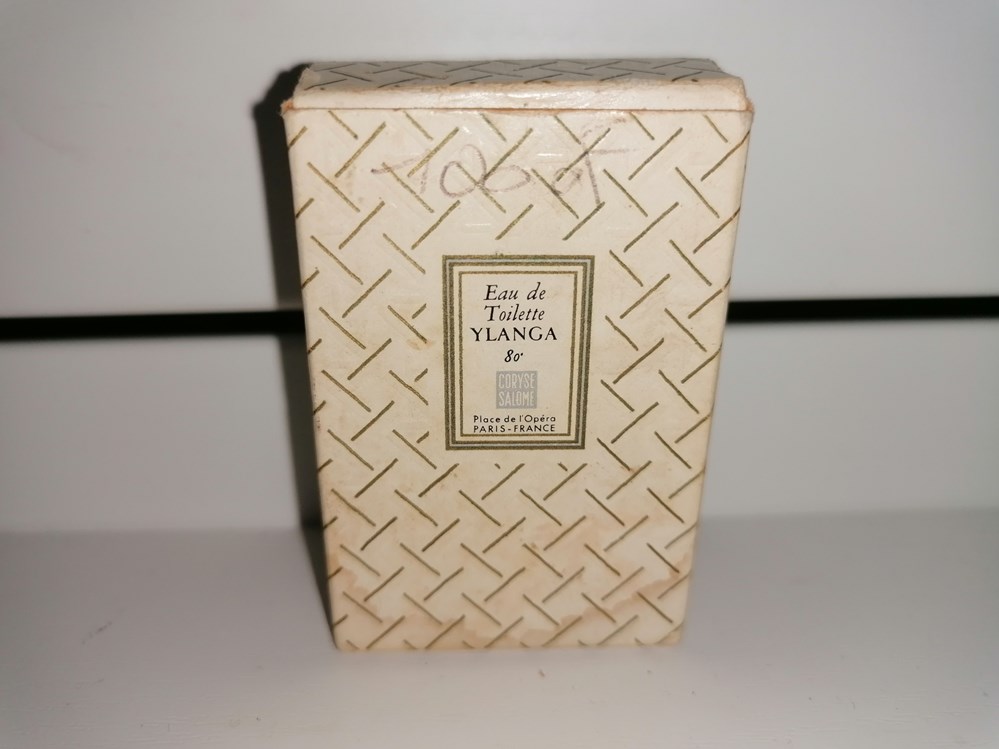 Eau de
Toilette
YLANGA
80°
CORYSE
SALOMÉ
Place de l'Opéra
PARIS-FRANCE